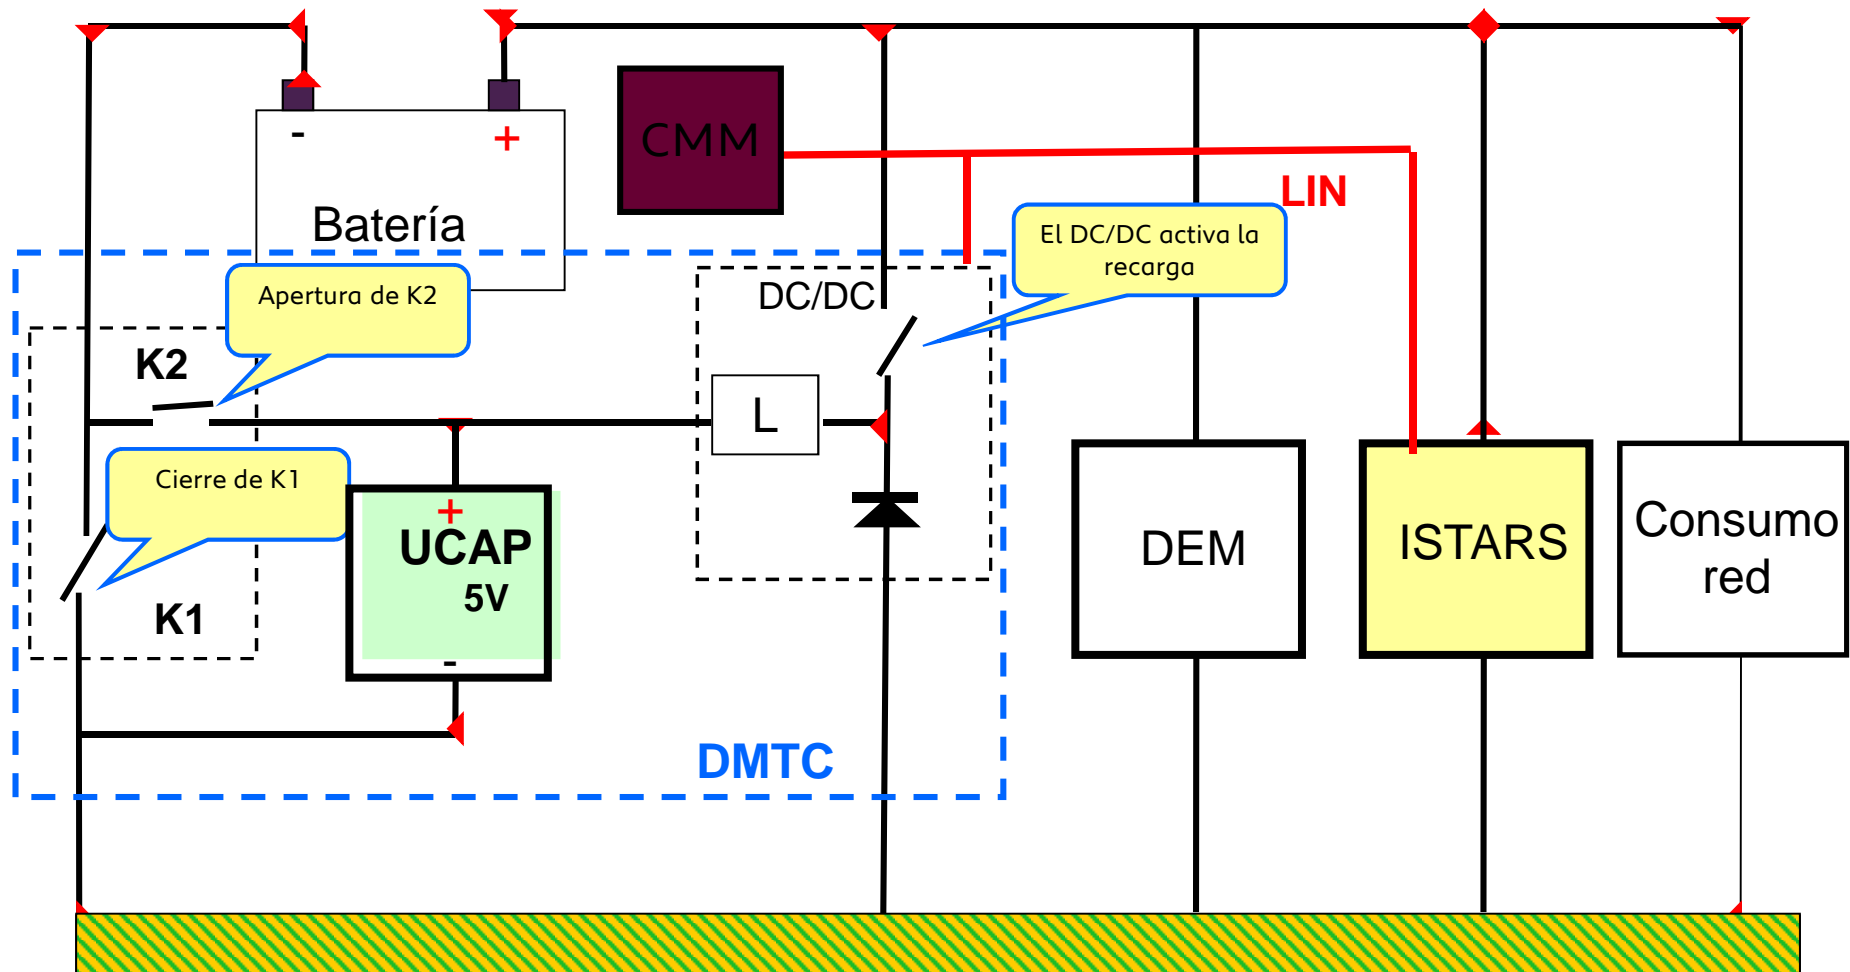 -
+
CMM
LIN
Batería
El DC/DC activa la
recarga
Apertura de K2
DC/DC
K2
L
Cierre de K1
+
UCAP
5V
-
K1
DEM
ISTARS
Consumo
red
DMTC